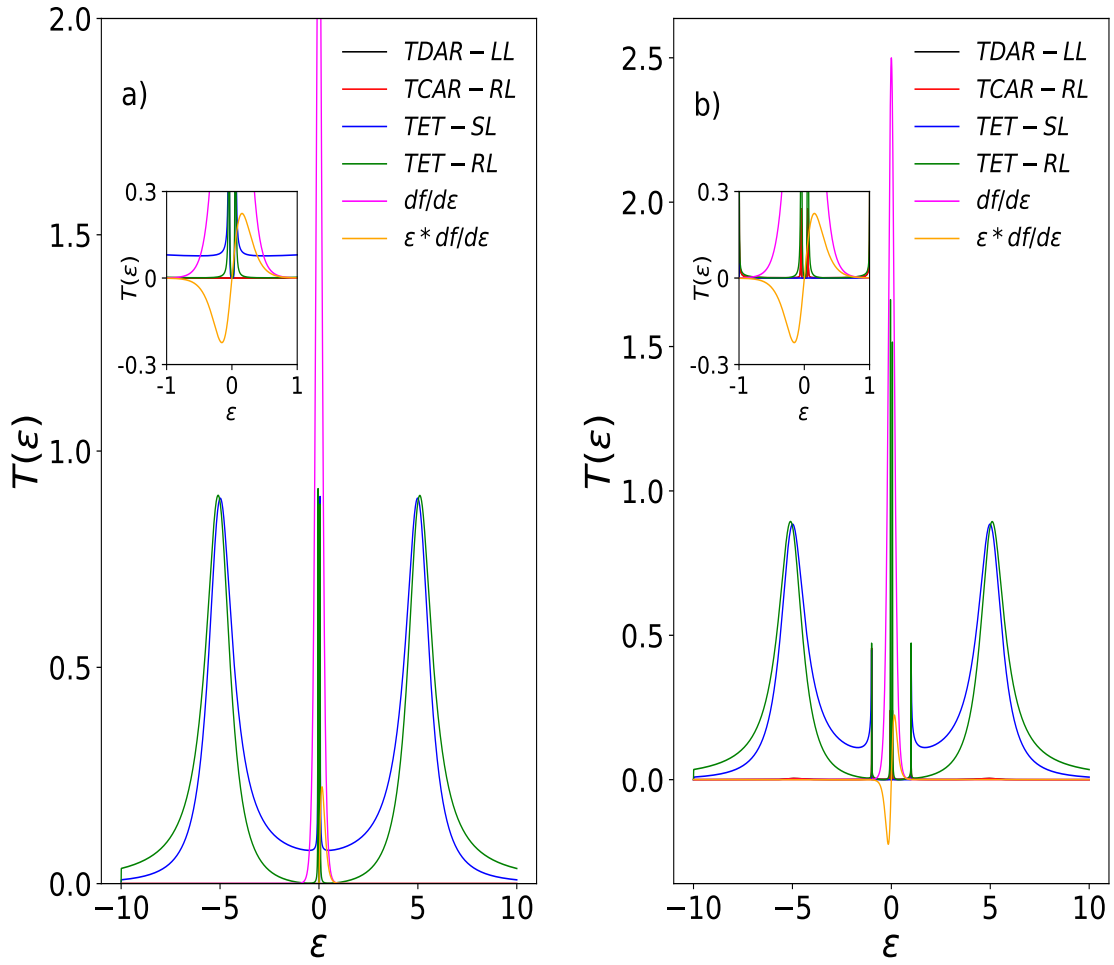 a)
TDAR − LL
TCAR − RL
TET − SL
TET − RL
df/dε
ε * df/dε
2.0
1.5
1.0
0.5
0.0
−10
−5
0
5
10
T(ε)
ε
0.3
0
-0.3
-1
0
1
T(ε)
ε
b)
TDAR − LL
TCAR − RL
TET − SL
TET − RL
df/dε
ε * df/dε
2.5
2.0
1.5
1.0
0.5
0.0
−10
−5
0
5
10
T(ε)
ε
0.3
0
-0.3
-1
0
1
T(ε)
ε